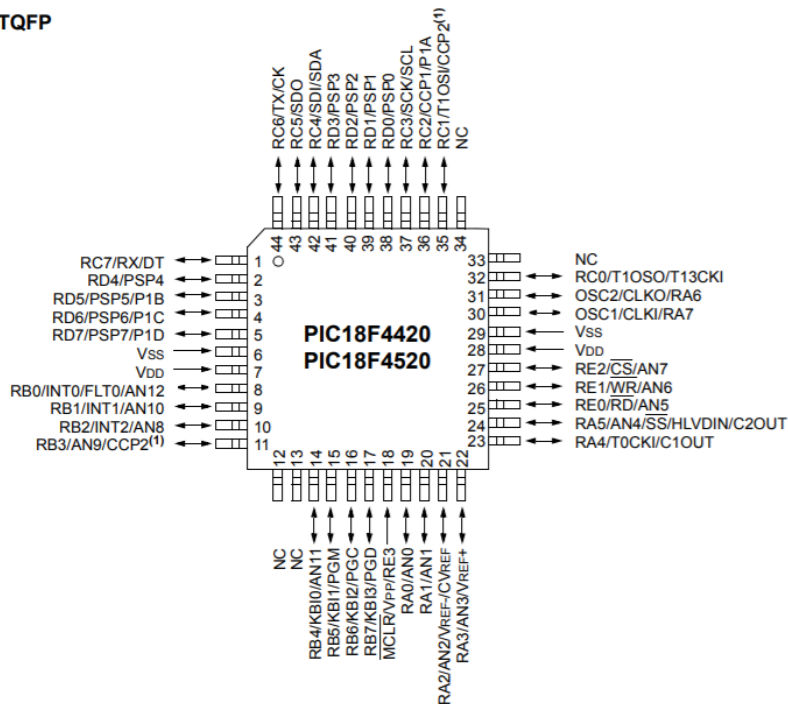 TQFP
RC6/TX/CK
RC5/SDO
RC4/SDI/SDA
RD3/PSP3
RD2/PSP2
RD1/PSP1
RD0/PSP0
RC3/SCK/SCL
RC2/CCP1/P1A
RC1/T1OSI/CCP2(1)
NC
44
43
42
41
40
39
38
37
36
35
34
RC7/RX/DT 1
RD4/PSP4 2
RD5/PSP5/P1B 3
RD6/PSP6/P1C 4
RD7/PSP7/P1D 5
VSS 6
VDD 7
RB0/INT0/FLT0/AN12 8
RB1/INT1/AN10 9
RB2/INT2/AN8 10
RB3/AN9/CCP2(1) 11
PIC18F4420
PIC18F4520
33 NC
32 RC0/T1OSO/T13CKI
31 OSC2/CLKO/RA6
30 OSC1/CLKI/RA7
29 VSS
28 VDD
27 RE2/CS/AN7
26 RE1/WR/AN6
25 RE0/RD/AN5
24 RA5/AN4/SS/HLVDIN/C2OUT
23 RA4/T0CKI/C1OUT
12
13
14
15
16
17
18
19
20
21
22
NC
NC
RB4/KBI0/AN11
RB5/KBI1/PGM
RB6/KBI2/PGC
RB7/KBI3/PGD
MCLR/VPP/RE3
RA0/AN0
RA1/AN1
RA2/AN2/VREF-/CVREF
RA3/AN3/VREF+